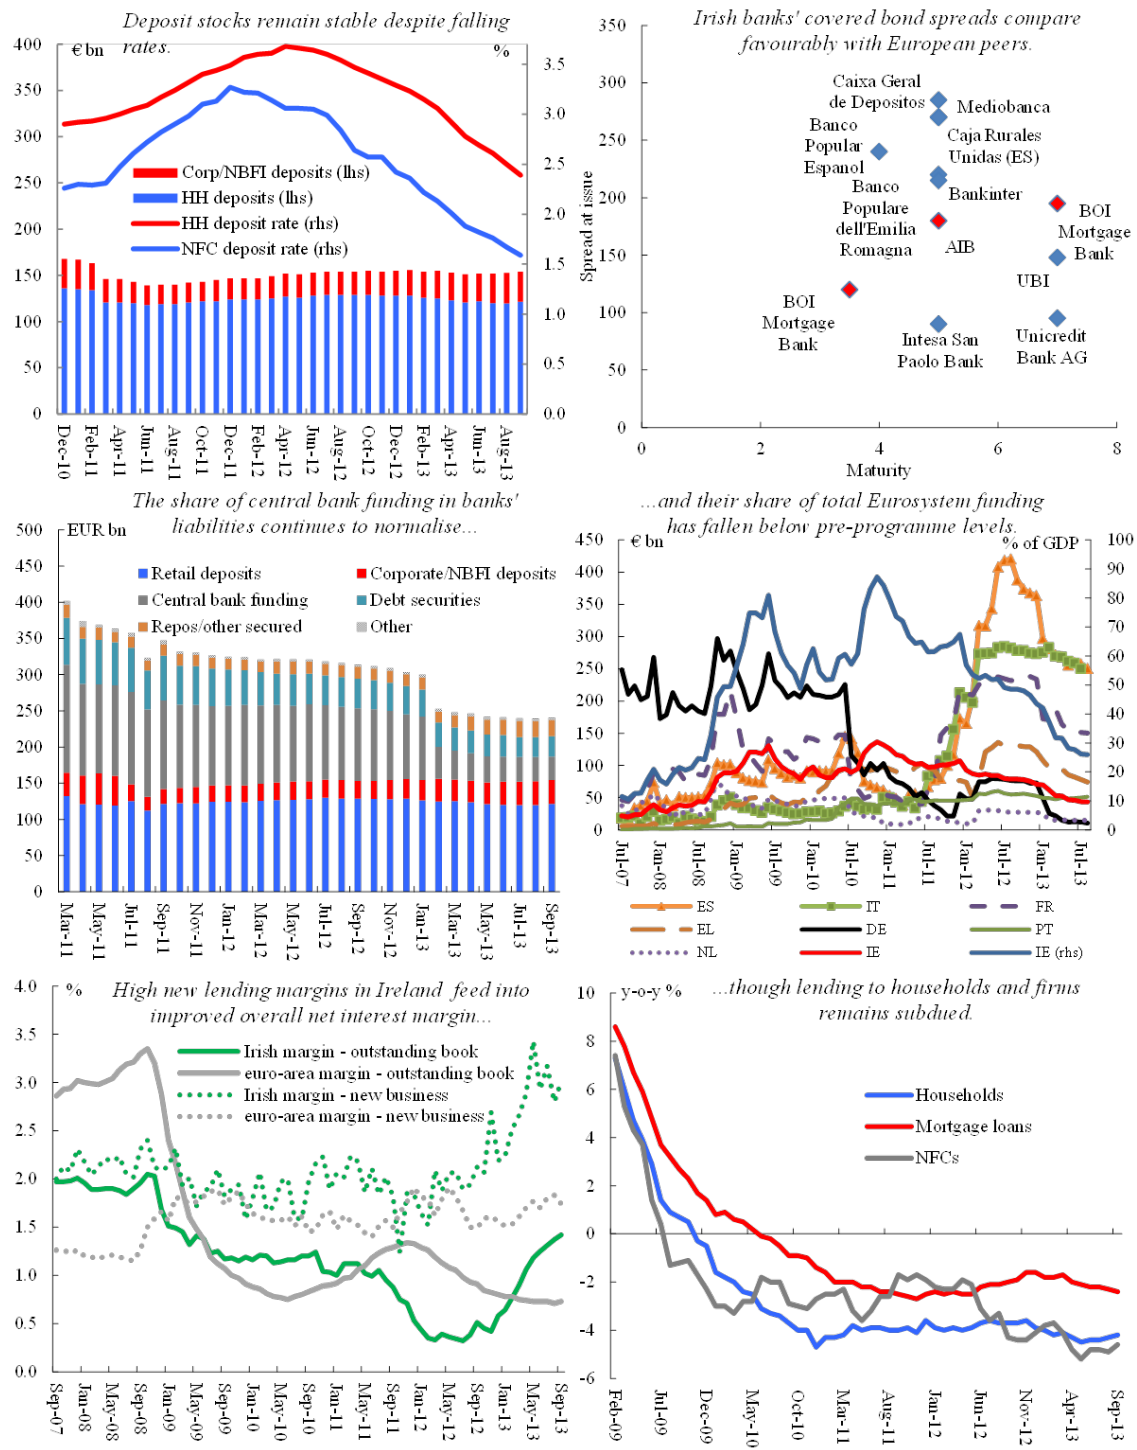 Deposit stocks remain stable despite falling
rates.
€ bn
%
400
350
300
250
200
150
100
50
0
3.5
3.0
2.5
2.0
1.5
1.0
0.5
0.0
Corp/NBFI deposits (lhs)
HH deposits (lhs)
HH deposit rate (rhs)
NFC deposit rate (rhs)
Dec-10
Feb-11
Apr-11
Jun-11
Aug-11
Oct-11
Dec-11
Feb-12
Apr-12
Jun-12
Aug-12
Oct-12
Dec-12
Feb-13
Apr-13
Jun-13
Aug-13
Irish banks' covered bond spreads compare
favourably with European peers.
Spread at issue
350
300
250
200
150
100
50
0
Caixa Geral
de Depositos
Mediobanca
Banco
Popular
Espanol
Caja Rurales
Unidas (ES)
Bankinter
Banco
Populare
dell'Emilia
Romagna
AIB
BOI
Mortgage
Bank
UBI
BOI
Mortgage
Bank
Intesa San
Paolo Bank
Unicredit
Bank AG
0
2
4
6
8
Maturity
The share of central bank funding in banks'
liabilities continues to normalise...
EUR bn
500
450
400
350
300
250
200
150
100
50
0
Retail deposits
Corporate/NBFI deposits
Central bank funding
Debt securities
Repos/other secured
Other
Mar-11
May-11
Jul-11
Sep-11
Nov-11
Jan-12
Mar-12
May-12
Jul-12
Sep-12
Nov-12
Jan-13
Mar-13
May-13
Jul-13
Sep-13
...and their share of total Eurosystem funding
has fallen below pre-programme levels.
€ bn
% of GDP
450
400
350
300
250
200
150
100
50
0
100
90
80
70
60
50
40
30
20
10
0
Jul-07
Jan-08
Jul-08
Jan-09
Jul-09
Jan-10
Jul-10
Jan-11
Jul-11
Jan-12
Jul-12
Jan-13
Jul-13
ES
IT
FR
EL
DE
PT
NL
IE
IE (rhs)
High new lending margins in Ireland feed into
improved overall net interest margin...
%
4.0
3.5
3.0
2.5
2.0
1.5
1.0
0.5
0.0
Irish margin - outstanding book
euro-area margin - outstanding book
Irish margin - new business
euro-area margin - new business
Sep-07
Jan-08
May-08
Sep-08
Jan-09
May-09
Sep-09
Jan-10
May-10
Sep-10
Jan-11
May-11
Sep-11
Jan-12
May-12
Sep-12
Jan-13
May-13
Sep-13
...though lending to households and firms
remains subdued.
y-o-y %
10
8
6
4
2
0
-2
-4
-6
Households
Mortgage loans
NFCs
Feb-09
Jul-09
Dec-09
May-10
Oct-10
Mar-11
Aug-11
Jan-12
Jun-12
Nov-12
Apr-13
Sep-13